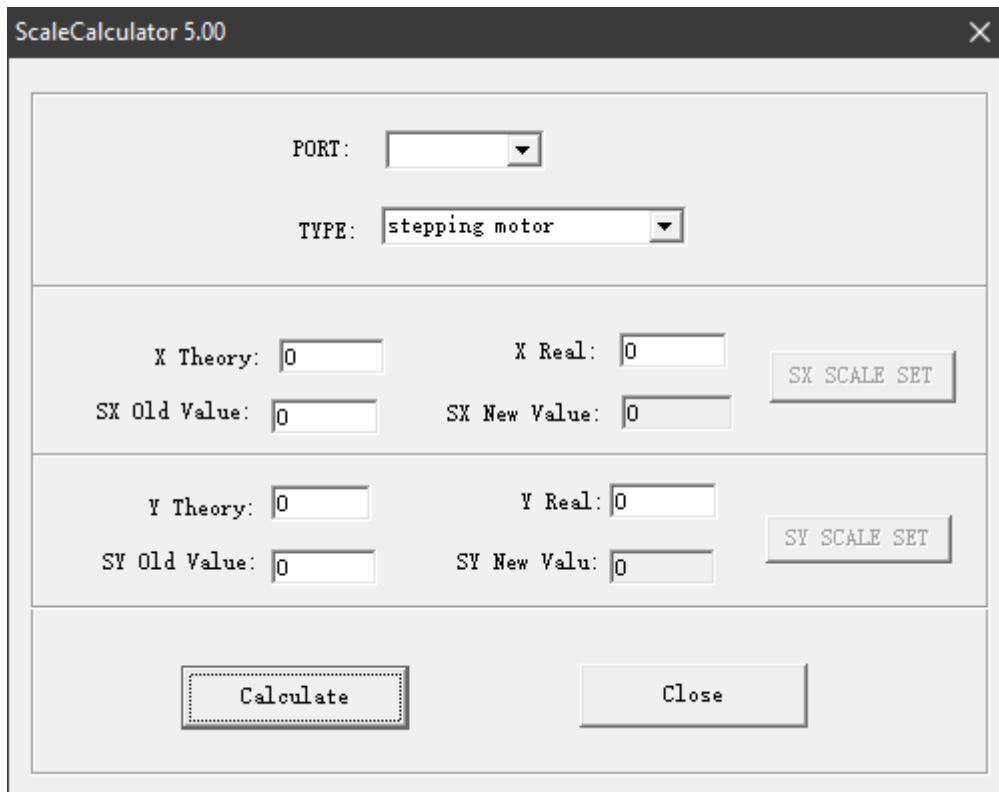 ScaleCalculator 5.00
PORT:
TYPE: stepping motor
X Theory: 0 X Real: 0
SX SCALE SET
SX Old Value: 0 SX New Value: 0
Y Theory: 0 Y Real: 0
SY SCALE SET
SY Old Value: 0 SY New Valu: 0
Calculate Close